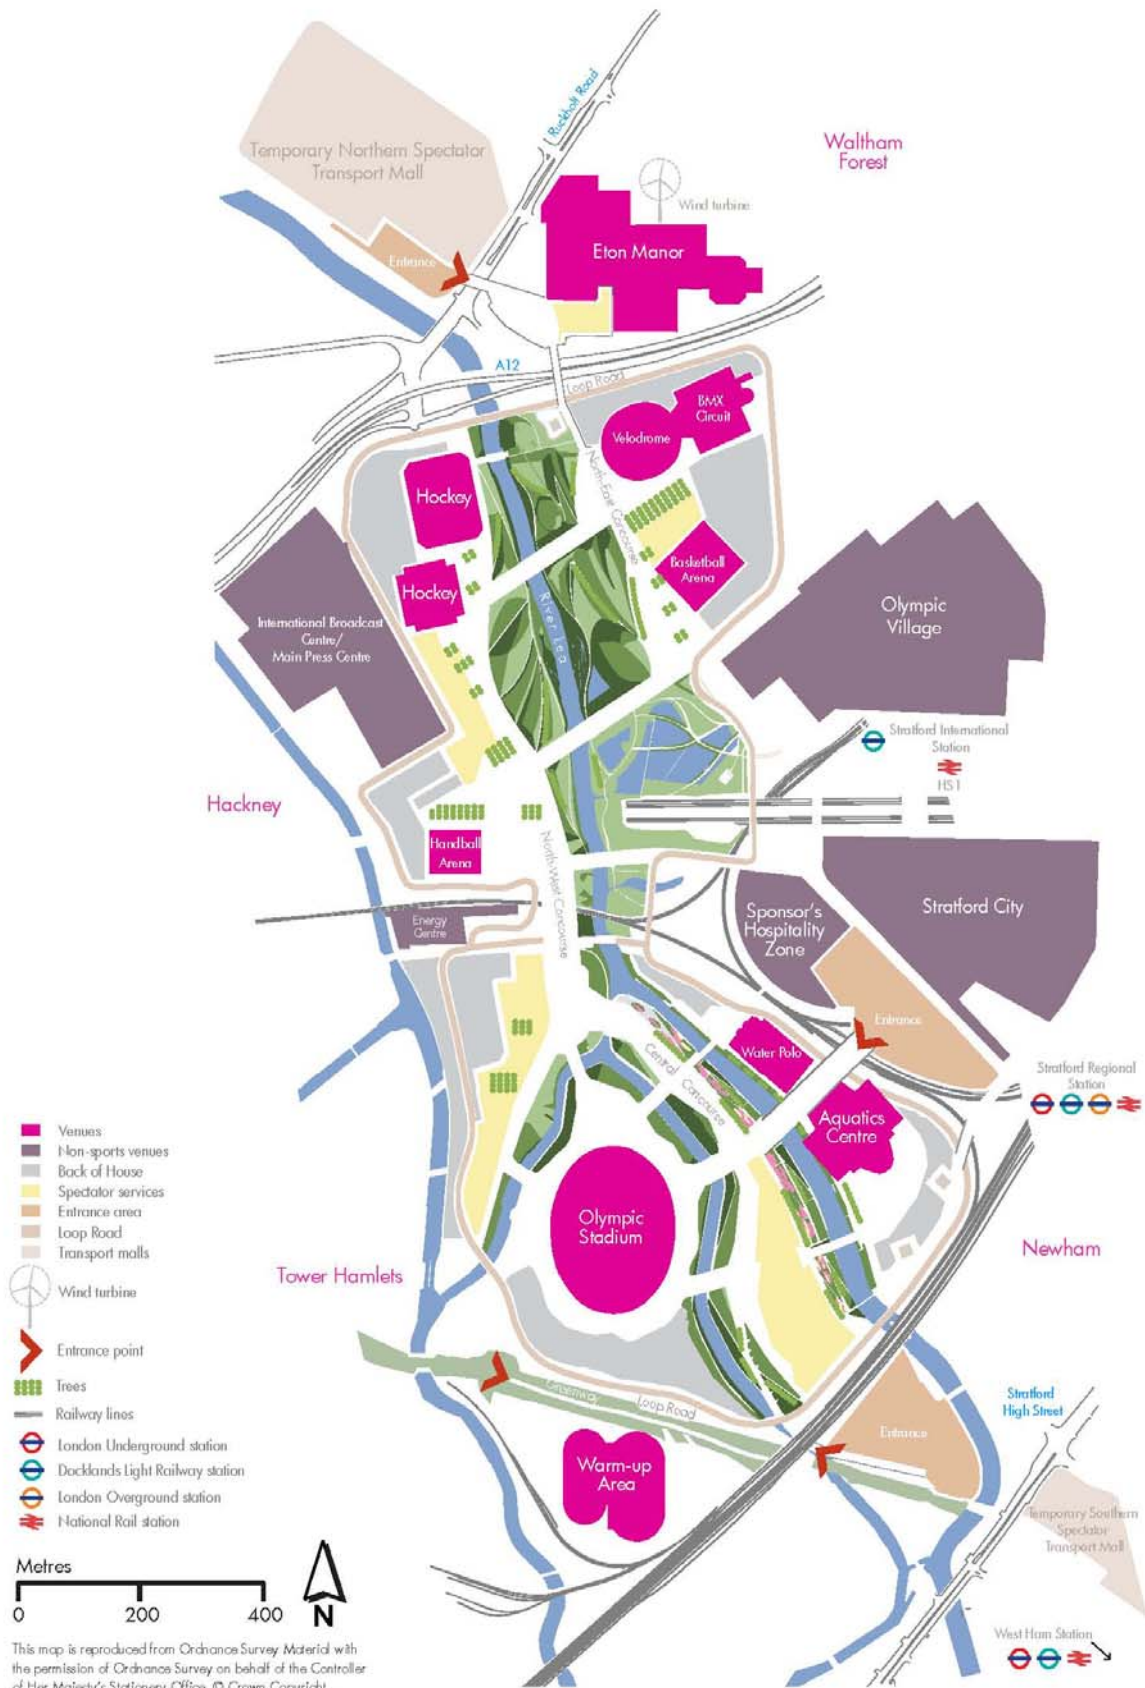 Ruckholt Road
Waltham
Forest
Temporary Northern Spectator
Transport Mall
Wind turbine
Entrance
Eton Manor
A12
Loop Road
BMX
Circuit
Velodrome
North-East Concourse
Hockey
Basketball
Arena
Hockey
River Lea
Olympic
Village
International Broadcast
Centre/
Main Press Centre
Stratford International
Station
HS1
Hackney
Handball
Arena
North-West Concourse
Energy
Centre
Sponsor's
Hospitality
Zone
Stratford City
Entrance
Water Polo
Central Concourse
Stratford Regional
Station
Aquatics
Centre
Venues
Non-sports venues
Back of House
Spectator services
Entrance area
Loop Road
Transport malls
Wind turbine
Entrance point
Trees
Railway lines
London Underground station
Docklands Light Railway station
London Overground station
National Rail station
Olympic
Stadium
Newham
Tower Hamlets
Greenway
Loop Road
Stratford
High Street
Entrance
Warm-up
Area
Temporary Southern
Spectator
Transport Mall
West Ham Station
Metres
0 200 400
N
This map is reproduced from Ordnance Survey Material with
the permission of Ordnance Survey on behalf of the Controller
of Her Majesty's Stationery Office. © Crown Copyright